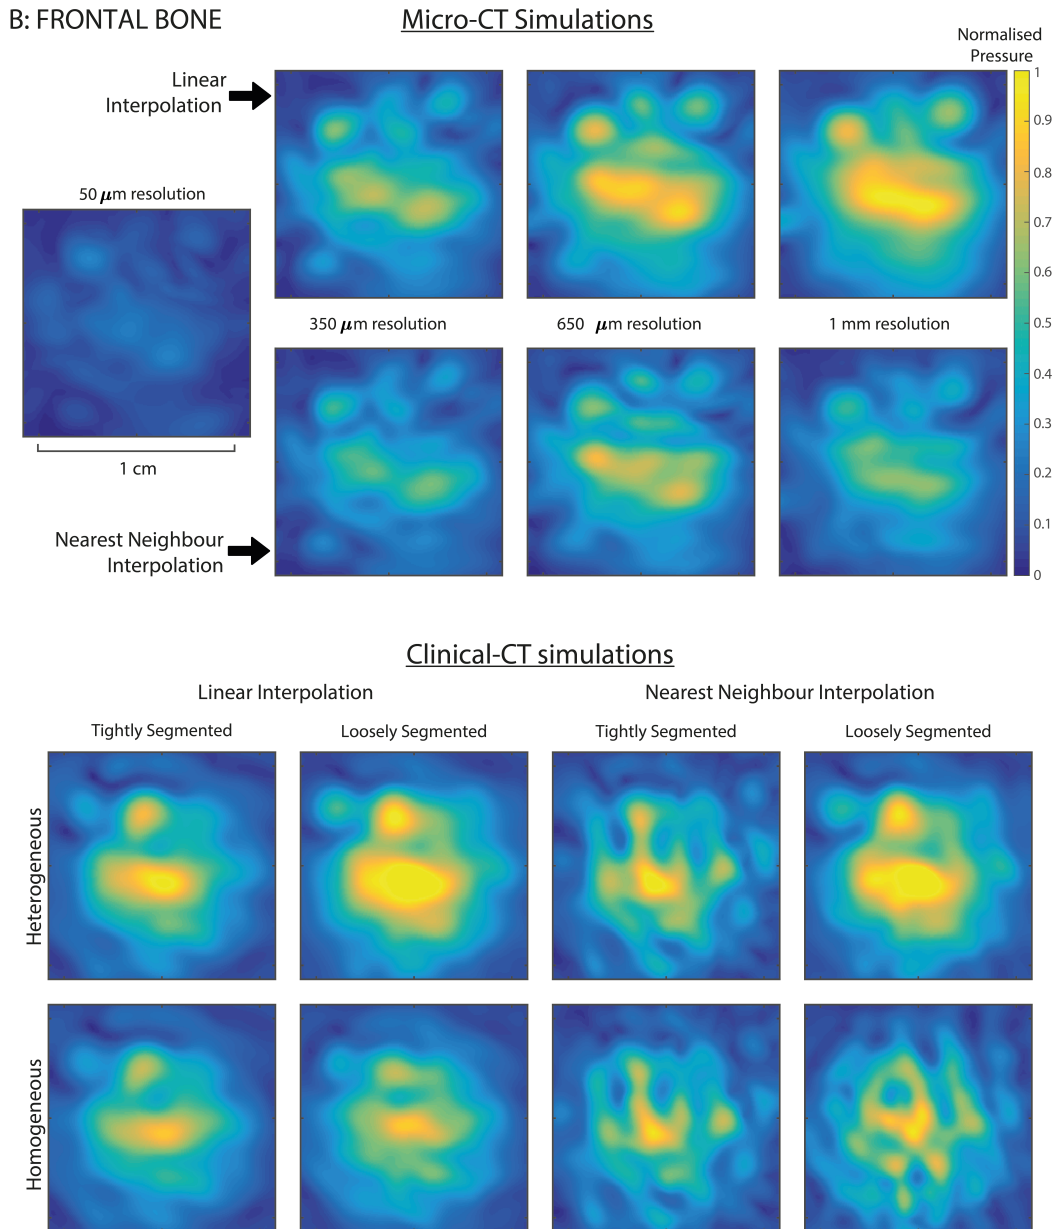 B: FRONTAL BONE
Micro-CT Simulations
Normalised
Pressure
Linear
Interpolation
50 μm resolution
1 cm
350 μm resolution
650 μm resolution
1 mm resolution
Nearest Neighbour
Interpolation
1
0.9
0.8
0.7
0.6
0.5
0.4
0.3
0.2
0.1
0
Clinical-CT simulations
Linear Interpolation
Nearest Neighbour Interpolation
Tightly Segmented
Loosely Segmented
Tightly Segmented
Loosely Segmented
Heterogeneous
Homogeneous